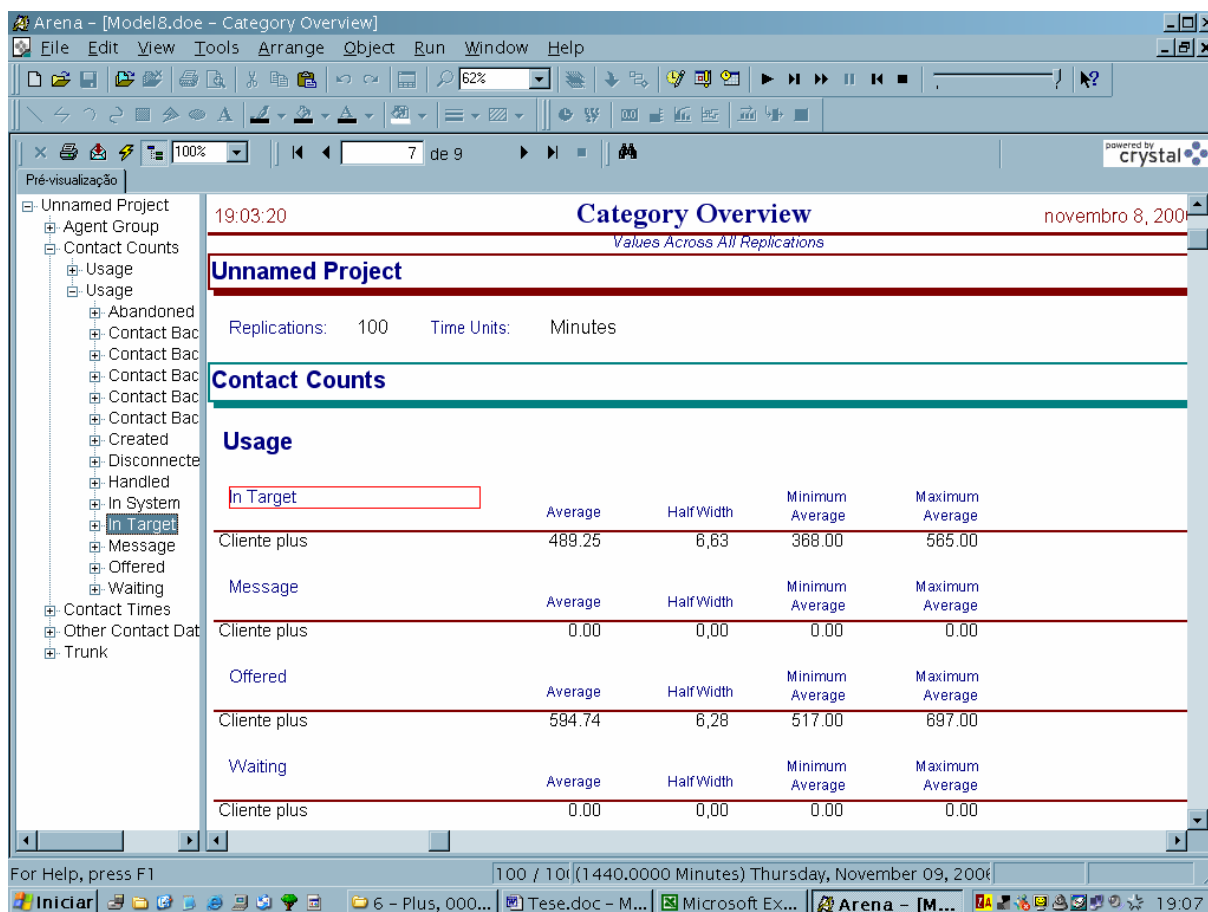 Arena - [Model8.doe - Category Overview]
File Edit View Tools Arrange Object Run Window Help
62%
100% 7 de 9 powered by crystal
Pré-visualização
Unnamed Project
Agent Group
Contact Counts
Usage
Usage
Abandoned
Contact Bac
Contact Bac
Contact Bac
Contact Bac
Contact Bac
Created
Disconnecte
Handled
In System
In Target
Message
Offered
Waiting
Contact Times
Other Contact Dat
Trunk
19:03:20 Category Overview novembro 8, 200
Values Across All Replications
Unnamed Project
Replications: 100 Time Units: Minutes
Contact Counts
Usage
In Target Average Half Width Minimum Average Maximum Average
Cliente plus 489.25 6,63 368.00 565.00
Message Average Half Width Minimum Average Maximum Average
Cliente plus 0.00 0,00 0.00 0.00
Offered Average Half Width Minimum Average Maximum Average
Cliente plus 594.74 6,28 517.00 697.00
Waiting Average Half Width Minimum Average Maximum Average
Cliente plus 0.00 0,00 0.00 0.00
For Help, press F1 100 / 10 (1440.0000 Minutes) Thursday, November 09, 200
Iniciar 6 - Plus, 000... Tese.doc - M... Microsoft Ex... Arena - [M... 19:07